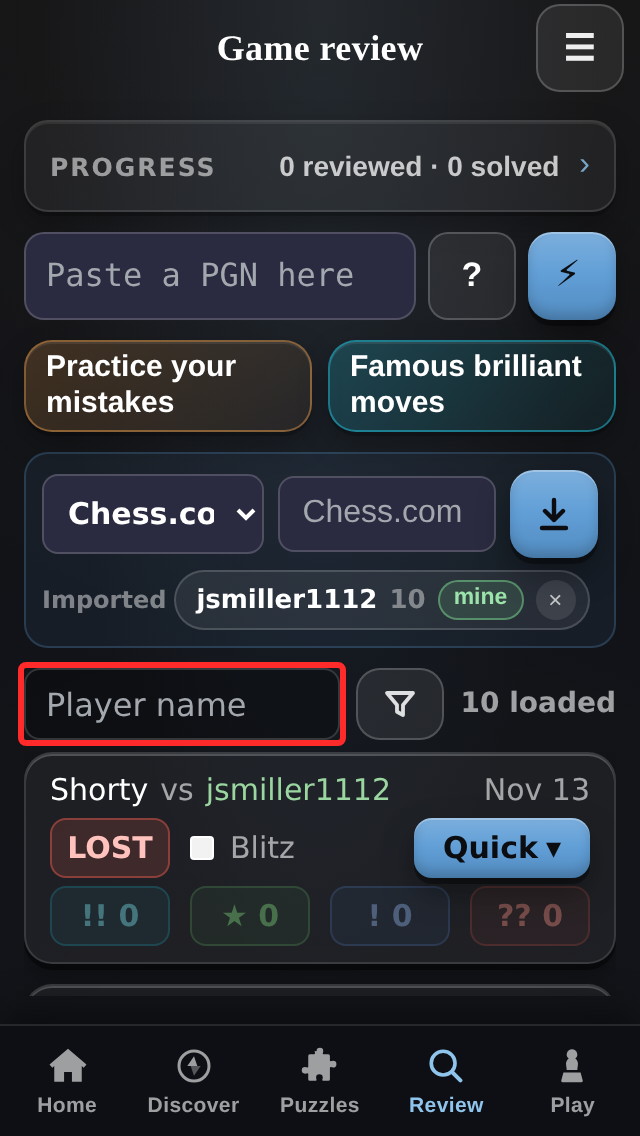 Game review
PROGRESS 0 reviewed · 0 solved ›
Paste a PGN here ?
Practice your
mistakes
Famous brilliant
moves
Chess.co Chess.com
Imported jsmiller1112 10 mine ×
Player name 10 loaded
Shorty vs jsmiller1112 Nov 13
LOST Blitz Quick ▾
!! 0 ★ 0 ! 0 ?? 0
Home Discover Puzzles Review Play